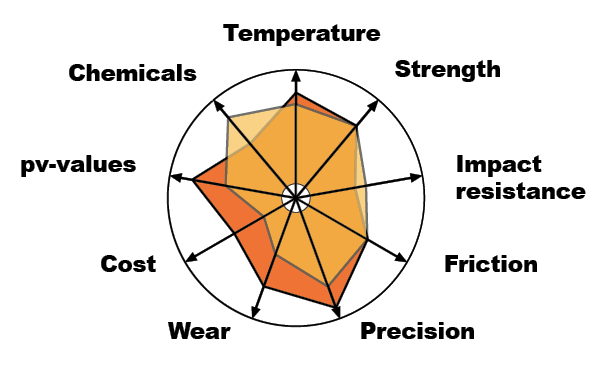 Temperature
Chemicals
Strength
pv-values
Impact
resistance
Cost
Friction
Wear
Precision